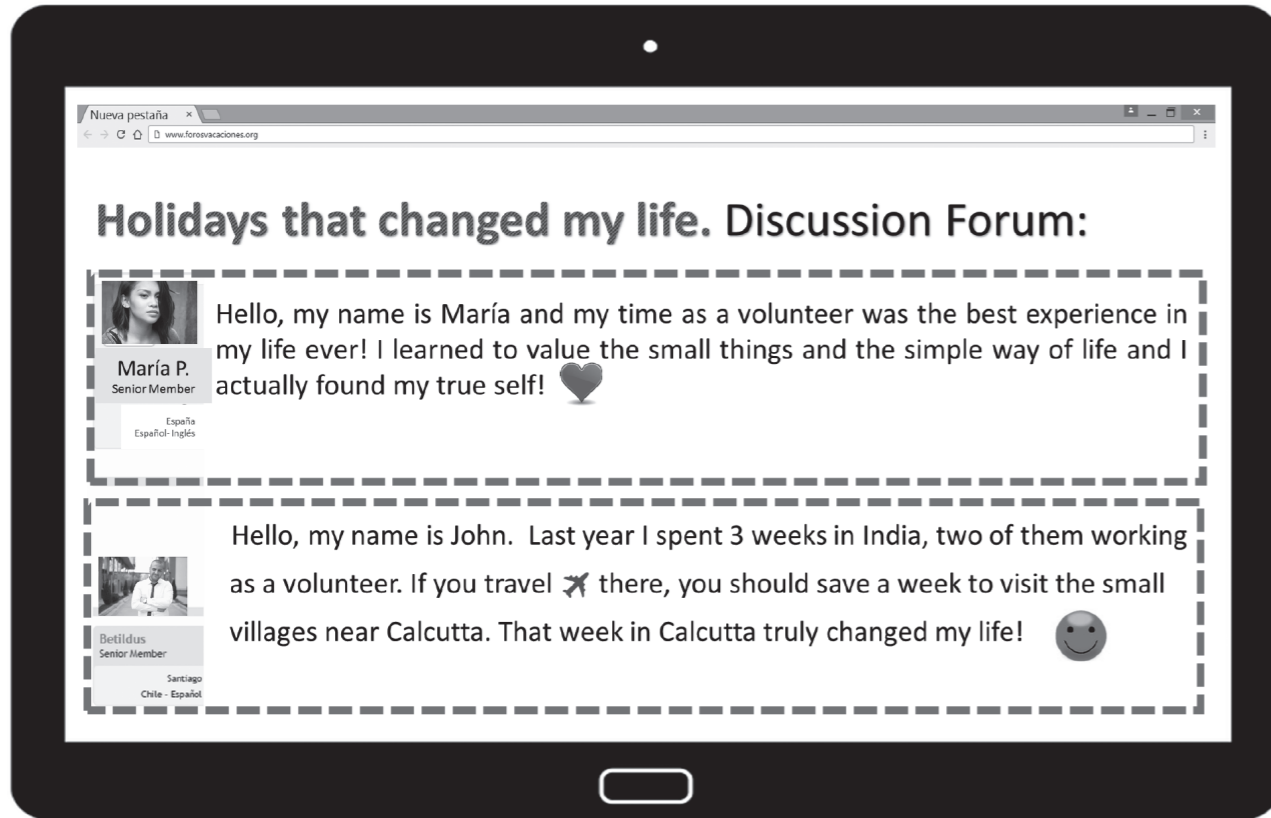 Nueva pestaña
www.forosvacaciones.org
Holidays that changed my life. Discussion Forum:
María P.
Senior Member
España
Español- Inglés
Hello, my name is María and my time as a volunteer was the best experience in
my life ever! I learned to value the small things and the simple way of life and I
actually found my true self!
Betildus
Senior Member
Santiago
Chile - Español
Hello, my name is John. Last year I spent 3 weeks in India, two of them working
as a volunteer. If you travel there, you should save a week to visit the small
villages near Calcutta. That week in Calcutta truly changed my life!